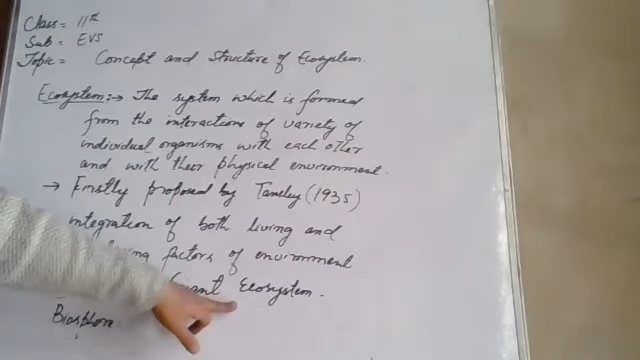 Class = 11th
Sub = EVS
Topic = Concept and Structure of Ecosystem.
Ecosystem:→ The system which is formed
from the interactions of variety of
individual organisms with each other
and with their physical environment.
→ Firstly proposed by Tansley (1935)
integration of both living and
factors of environment
Ecosystem.